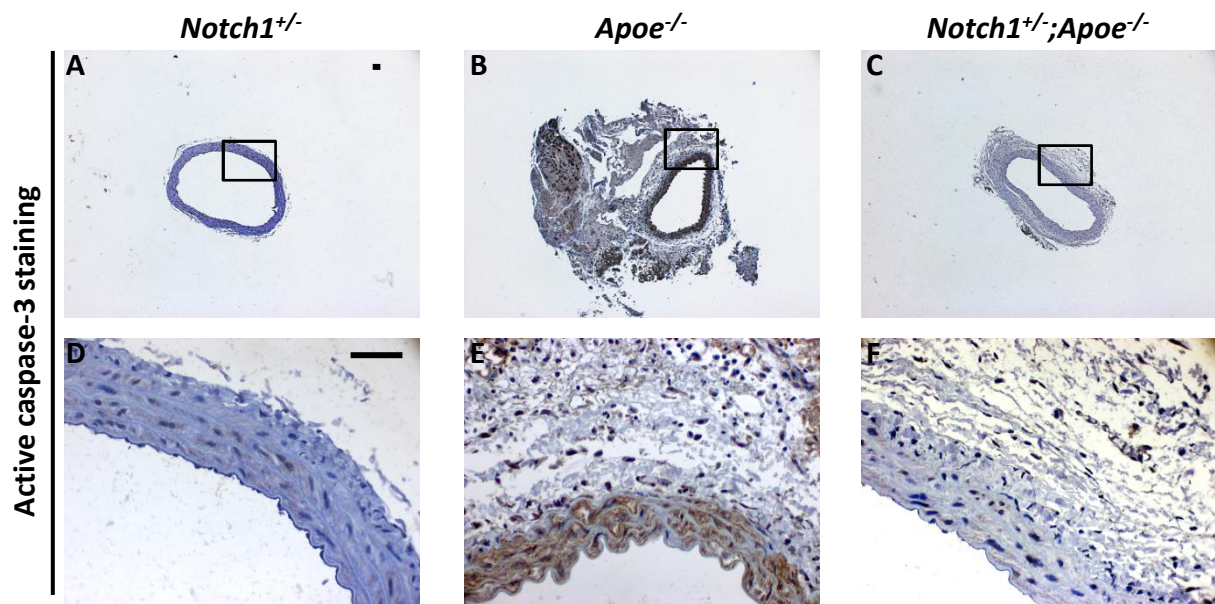 Notch1+/- Apoe-/- Notch1+/-;Apoe-/-
A B C
D E F
Active caspase-3 staining